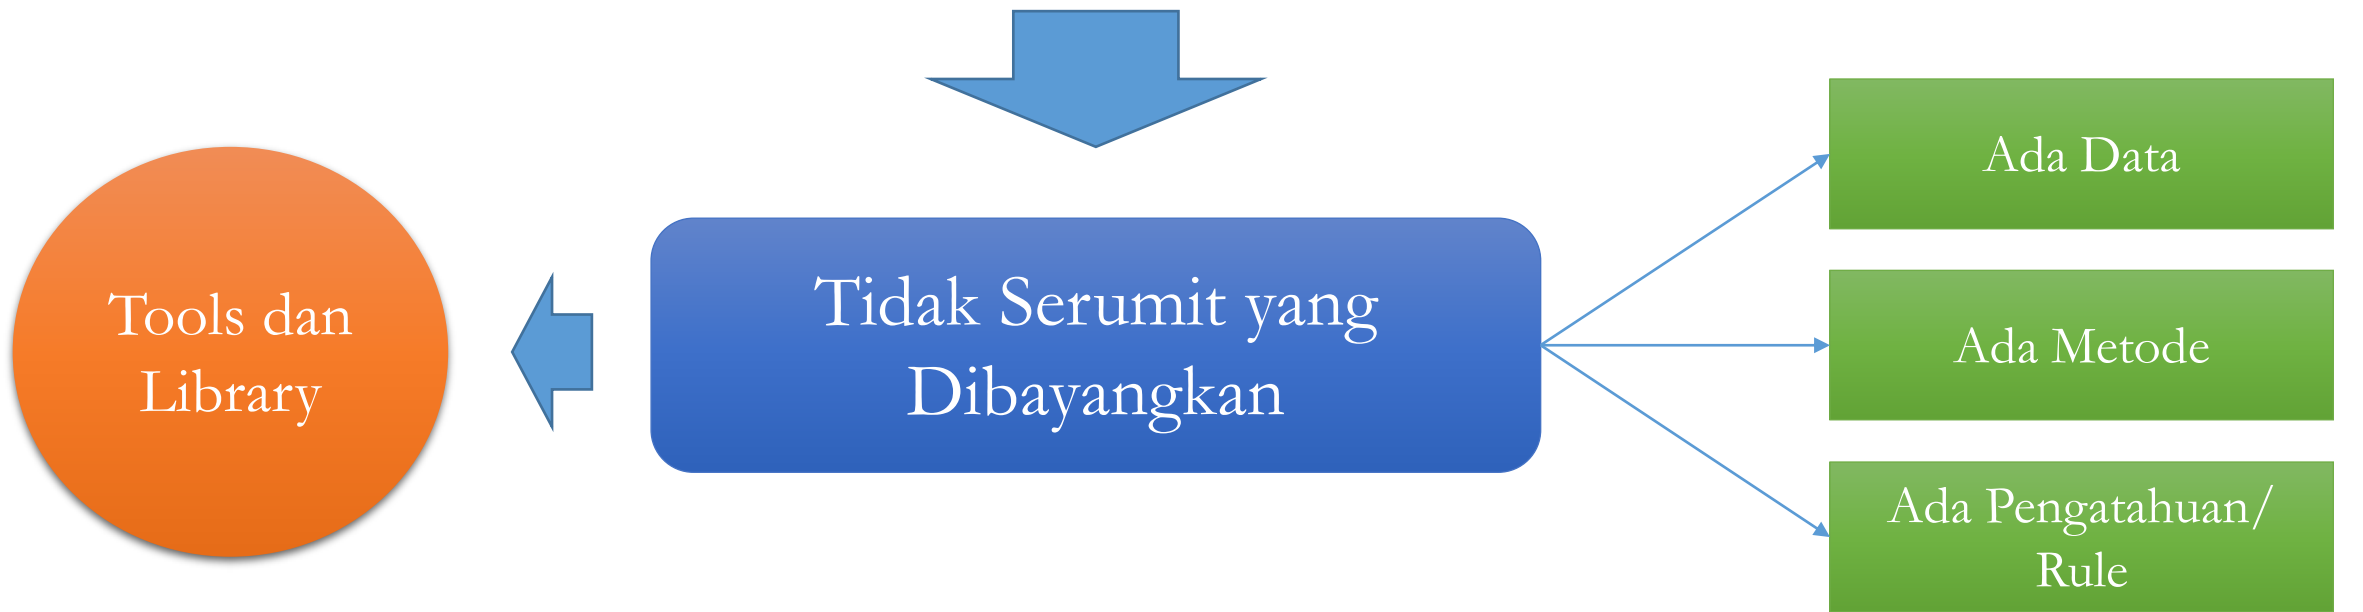 Tools dan
Library
Tidak Serumit yang
Dibayangkan
Ada Data
Ada Metode
Ada Pengatahuan/
Rule